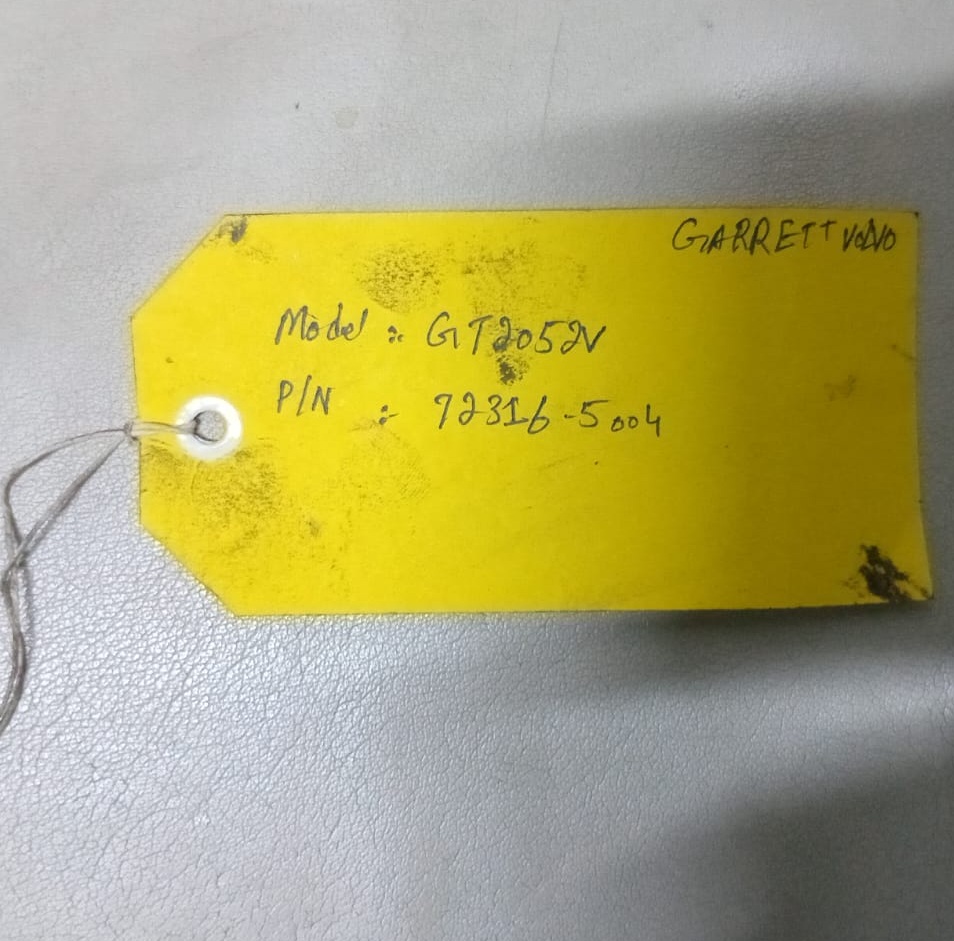 GARRETT VOLVO
Model : GT2052V
P/N : 72316-5004